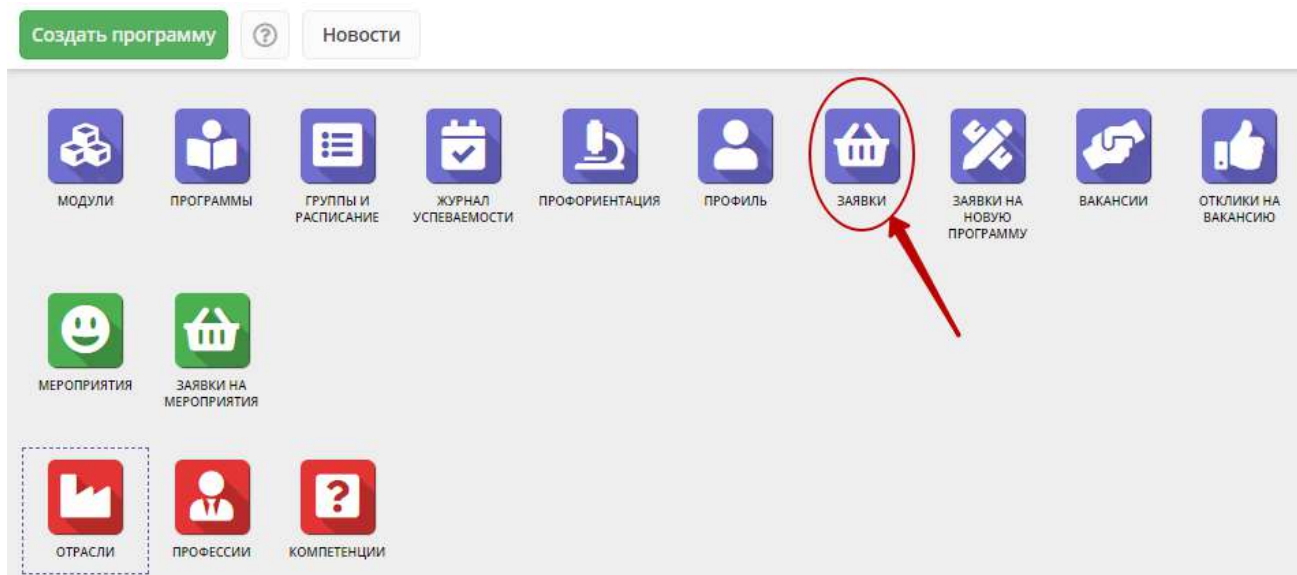 Создать программу
Новости
МОДУЛИ
ПРОГРАММЫ
ГРУППЫ И
РАСПИСАНИЕ
ЖУРНАЛ
УСПЕВАЕМОСТИ
ПРОФОРИЕНТАЦИЯ
ПРОФИЛЬ
ЗАЯВКИ
ЗАЯВКИ НА
НОВУЮ
ПРОГРАММУ
ВАКАНСИИ
ОТКЛИКИ НА
ВАКАНСИЮ
МЕРОПРИЯТИЯ
ЗАЯВКИ НА
МЕРОПРИЯТИЯ
ОТРАСЛИ
ПРОФЕССИИ
КОМПЕТЕНЦИИ